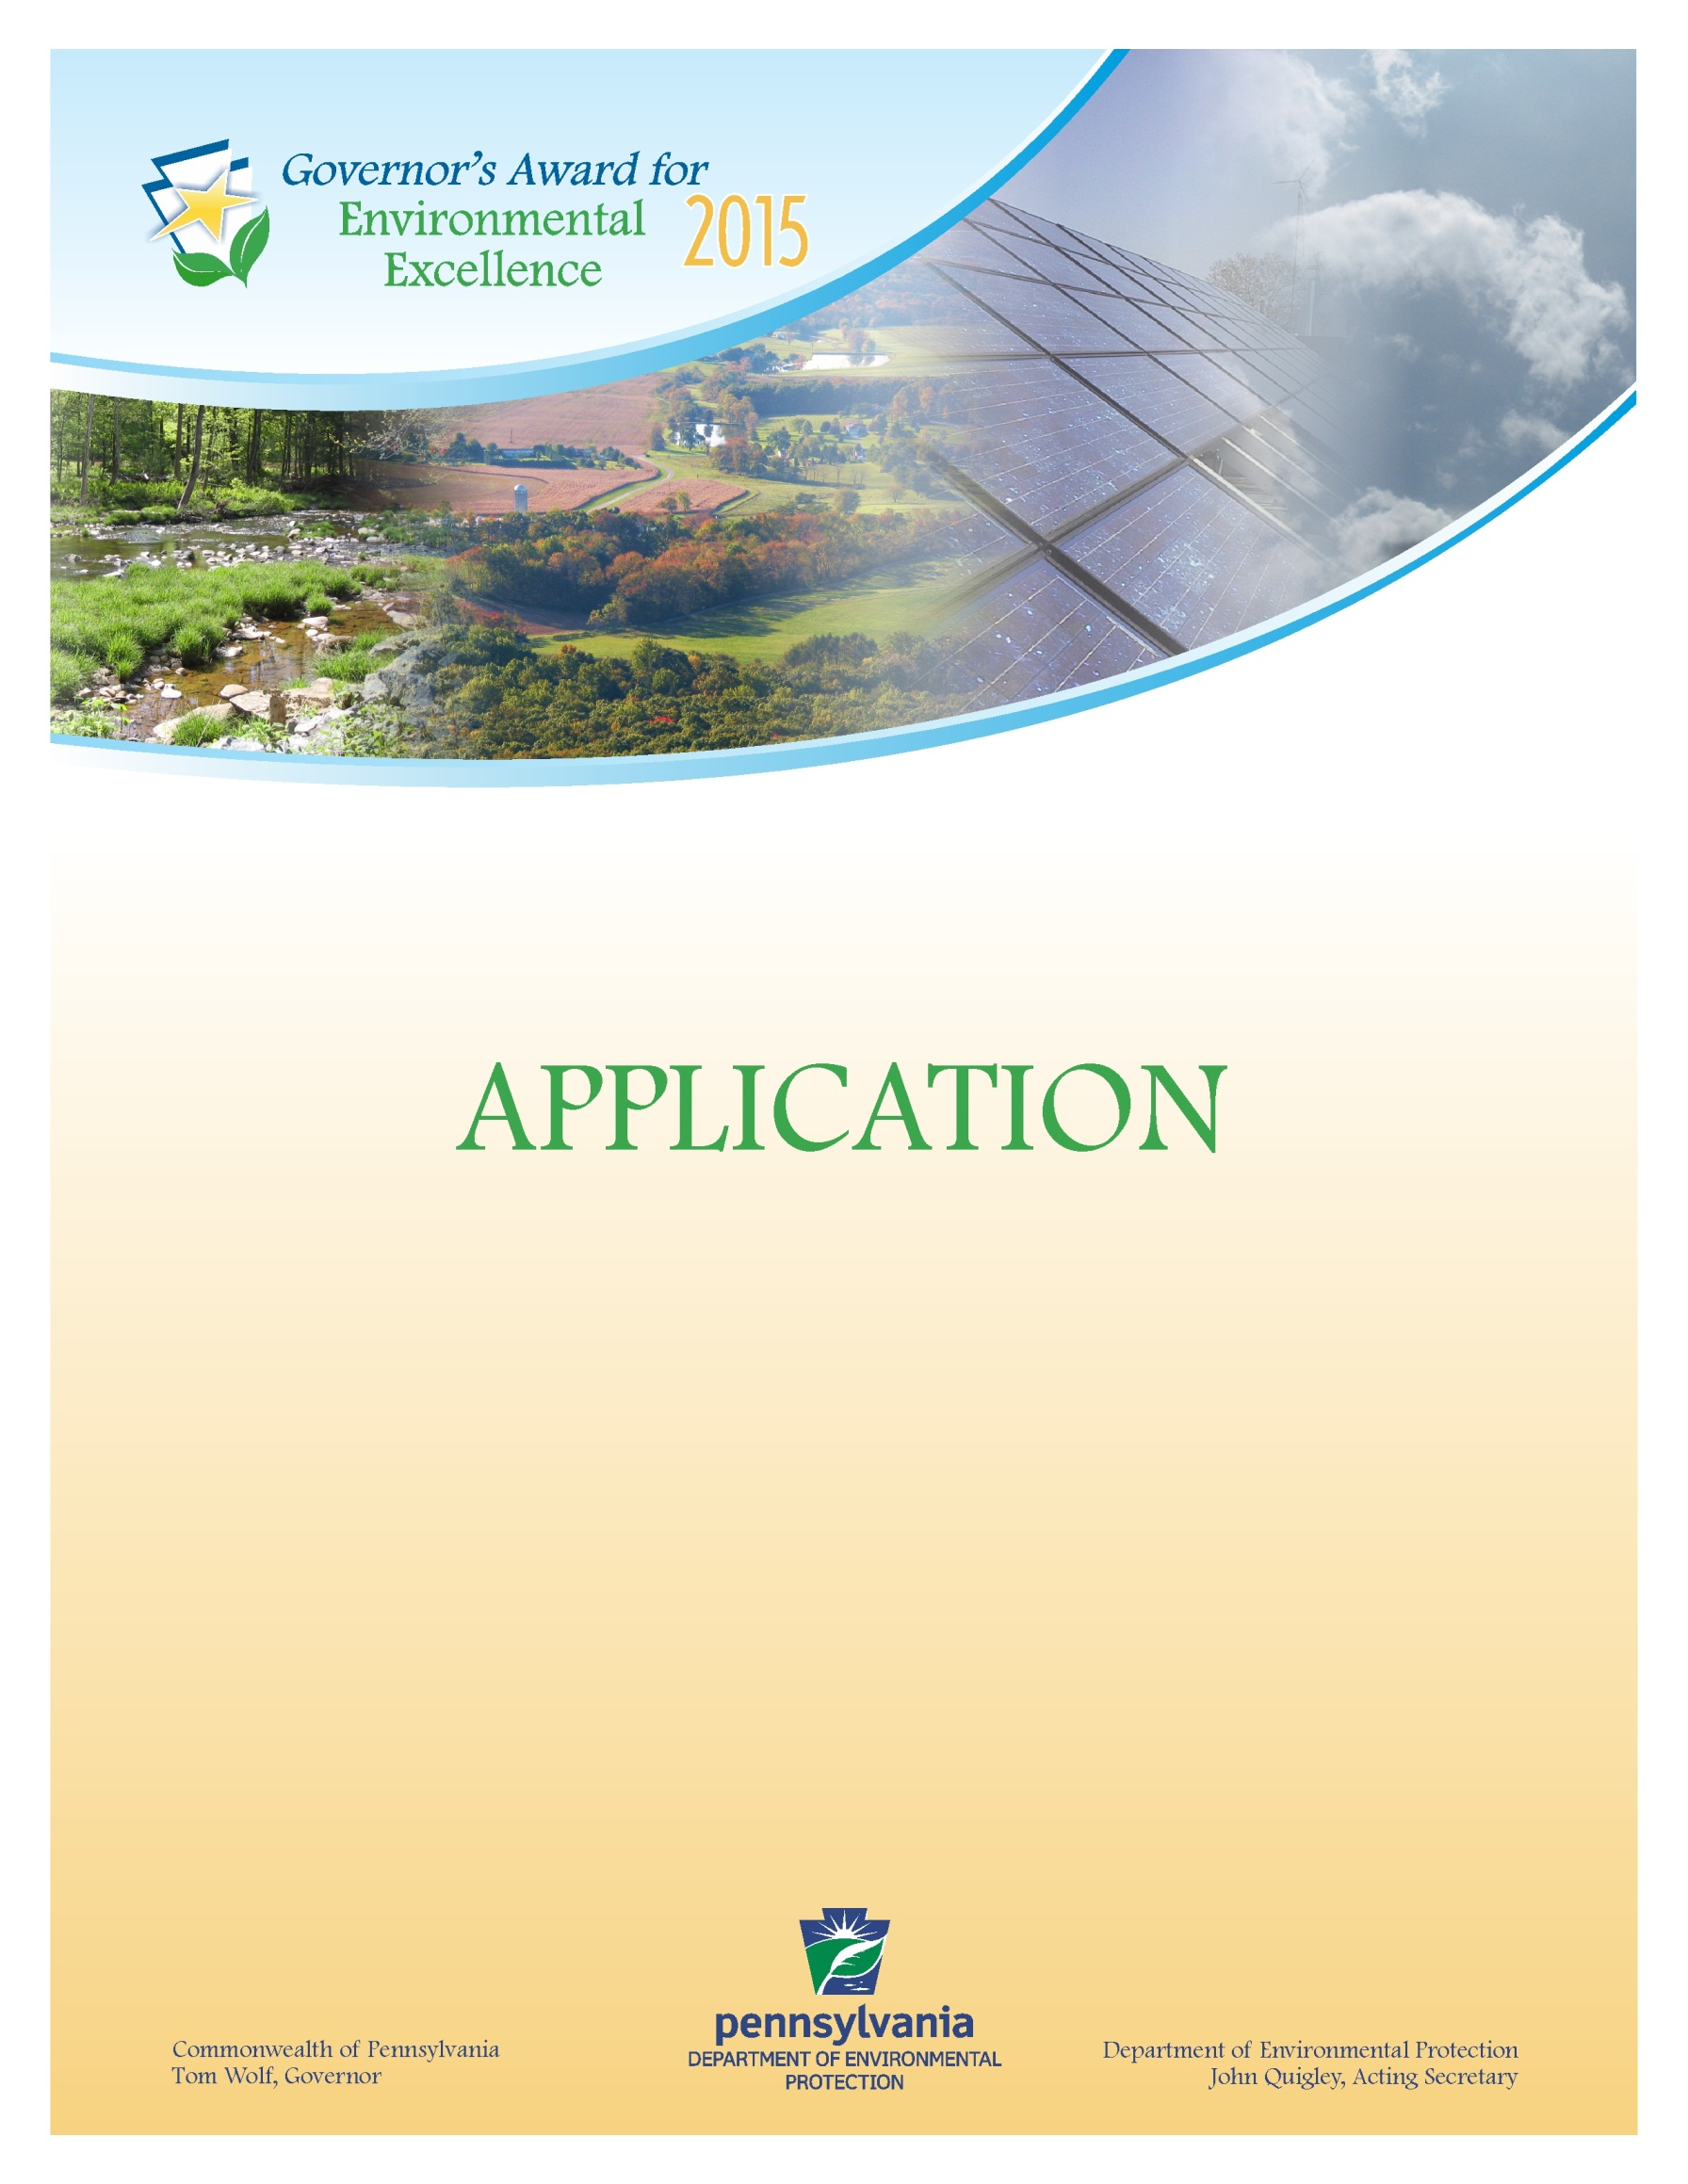 Governor's Award for
Environmental
Excellence
2015
APPLICATION
Commonwealth of Pennsylvania
Tom Wolf, Governor
pennsylvania
DEPARTMENT OF ENVIRONMENTAL
PROTECTION
Department of Environmental Protection
John Quigley, Acting Secretary